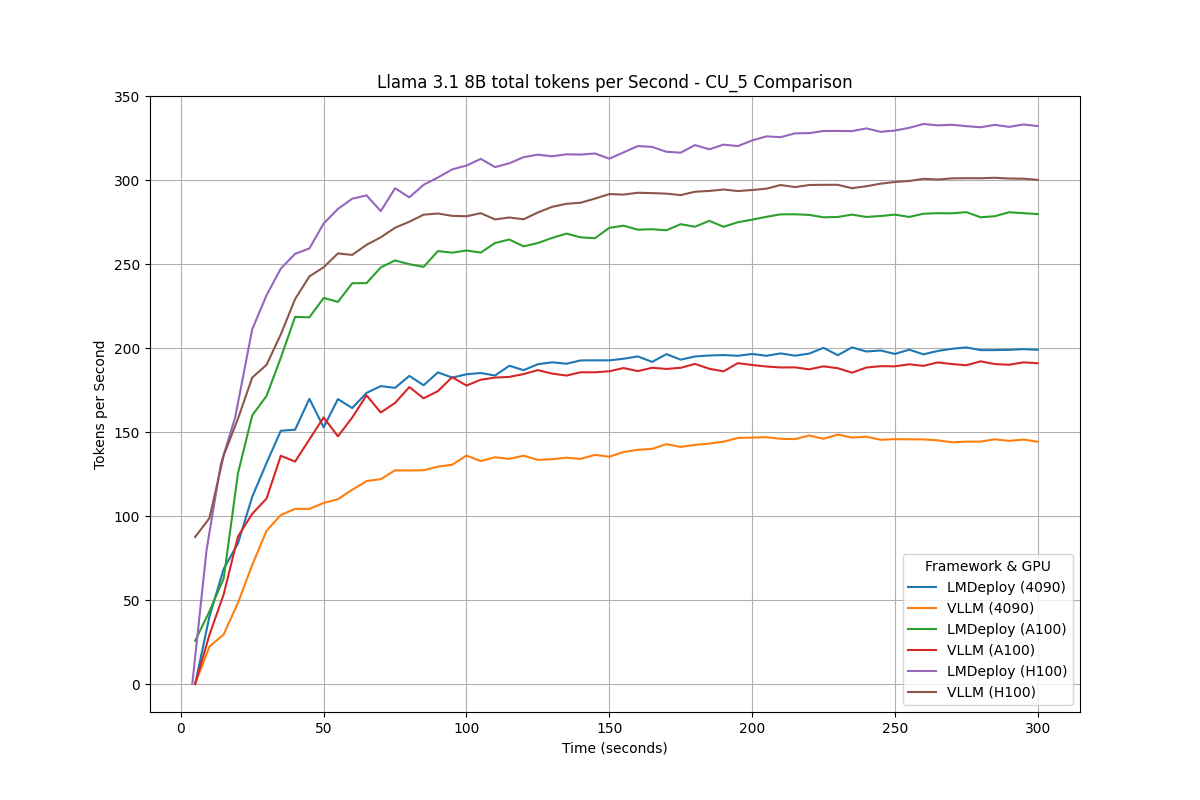 Llama 3.1 8B total tokens per Second - CU_5 Comparison
350
300
250
200
150
100
50
0
Tokens per Second
0 50 100 150 200 250 300
Time (seconds)
Framework & GPU
LMDeploy (4090)
VLLM (4090)
LMDeploy (A100)
VLLM (A100)
LMDeploy (H100)
VLLM (H100)